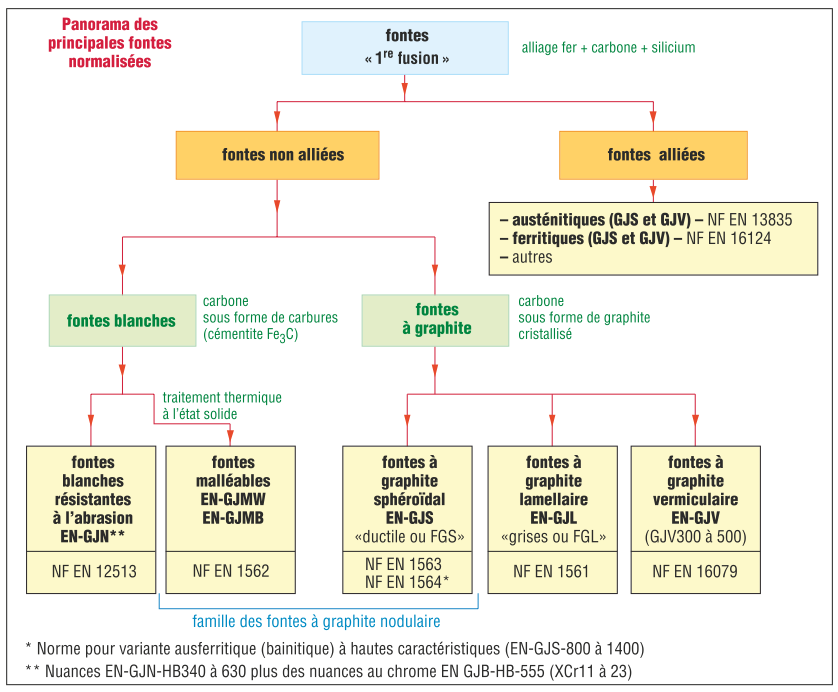 Panorama des
principales fontes
normalisées
fontes
« 1re fusion »
alliage fer + carbone + silicium
fontes non alliées
fontes alliées
– austénitiques (GJS et GJV) – NF EN 13835
– ferritiques (GJS et GJV) – NF EN 16124
– autres
fontes blanches
carbone
sous forme de carbures
(cémentite Fe3C)
fontes
à graphite
carbone
sous forme de graphite
cristallisé
traitement thermique
à l'état solide
fontes
blanches
résistantes
à l'abrasion
EN-GJN**
NF EN 12513
fontes
malléables
EN-GJMW
EN-GJMB
NF EN 1562
fontes à
graphite
sphéroïdal
EN-GJS
«ductile ou FGS»
NF EN 1563
NF EN 1564*
fontes à
graphite
lamellaire
EN-GJL
«grises ou FGL»
NF EN 1561
fontes à
graphite
vermiculaire
EN-GJV
(GJV300 à 500)
NF EN 16079
famille des fontes à graphite nodulaire
* Norme pour variante ausferritique (bainitique) à hautes caractéristiques (EN-GJS-800 à 1400)
** Nuances EN-GJN-HB340 à 630 plus des nuances au chrome EN GJB-HB-555 (XCr11 à 23)